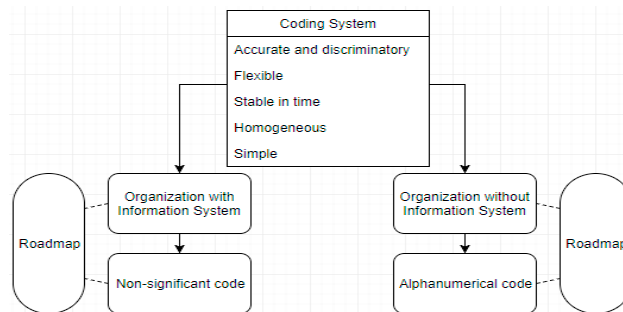 Coding System
Accurate and discriminatory
Flexible
Stable in time
Homogeneous
Simple
Organization with
Information System
Organization without
Information System
Roadmap
Roadmap
Non-significant code
Alphanumerical code